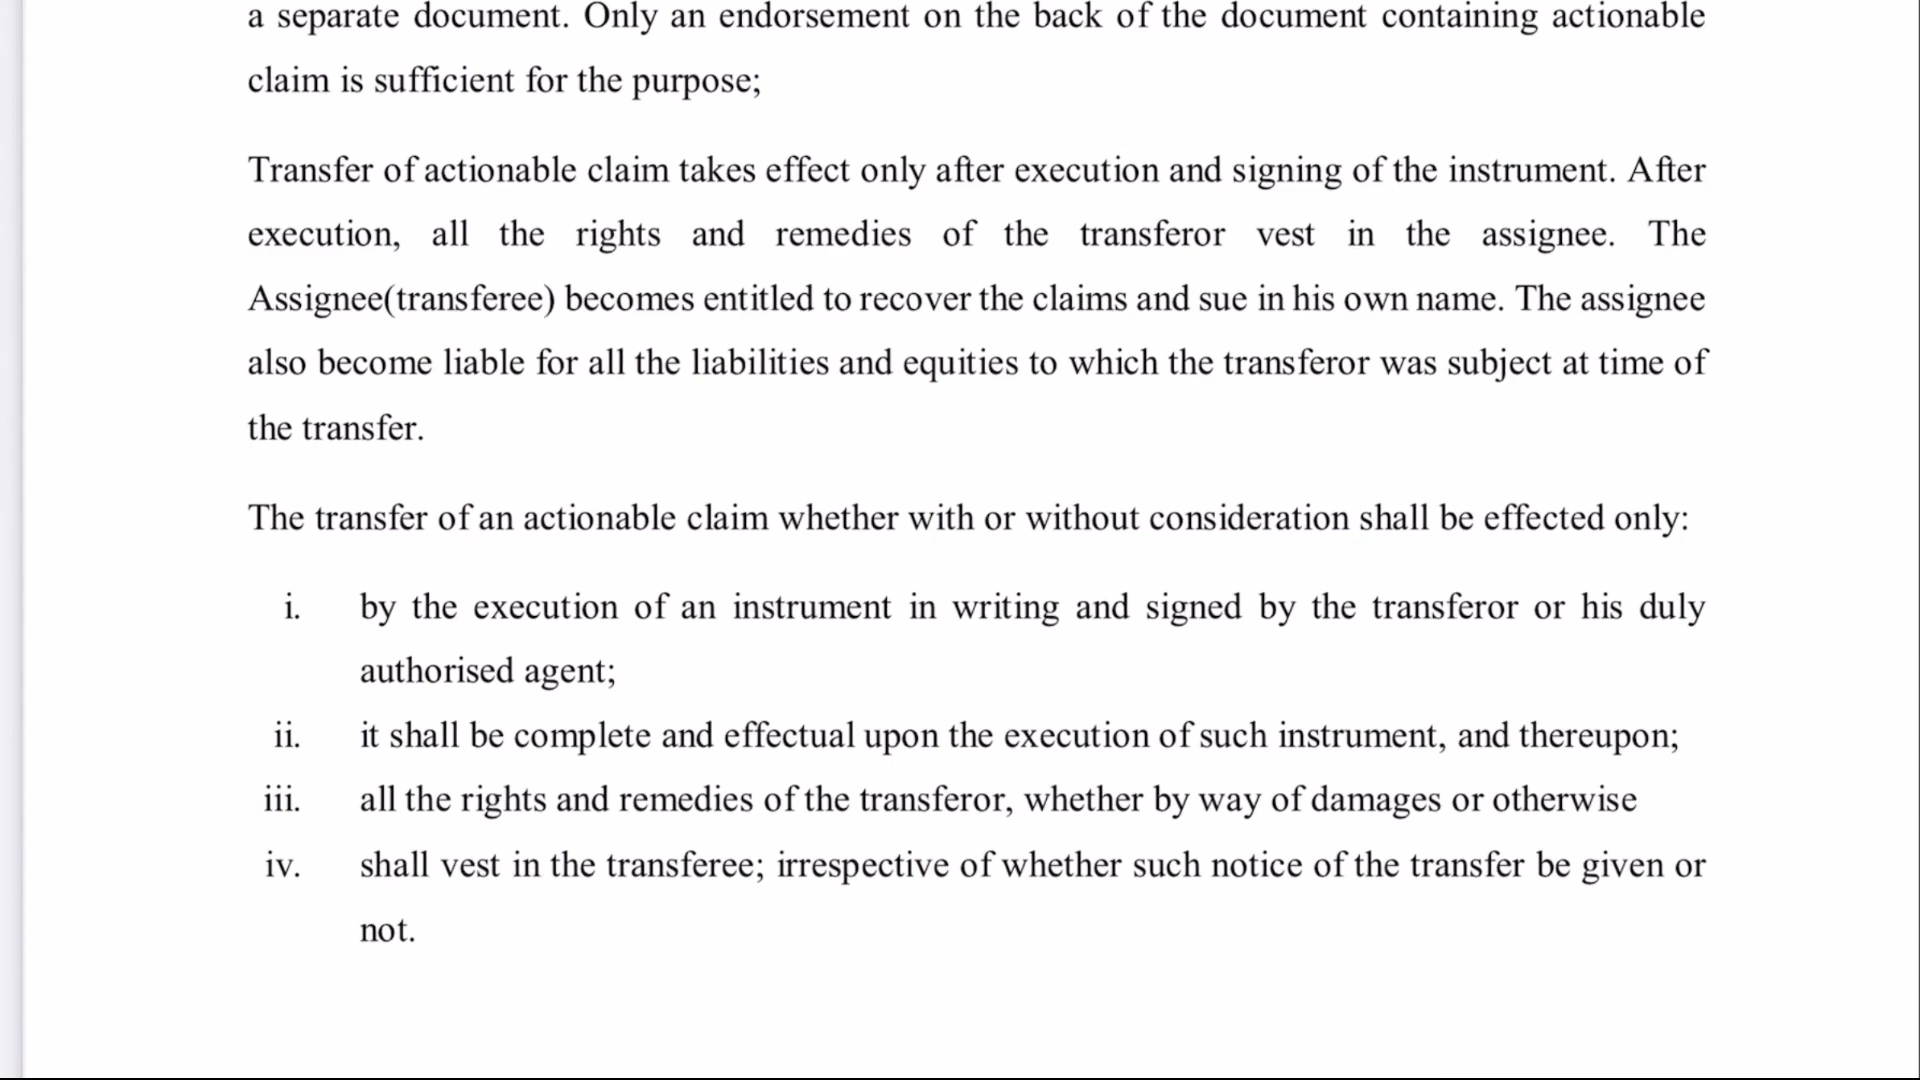 a separate document. Only an endorsement on the back of the document containing actionable
claim is sufficient for the purpose;
Transfer of actionable claim takes effect only after execution and signing of the instrument. After
execution, all the rights and remedies of the transferor vest in the assignee. The
Assignee(transferee) becomes entitled to recover the claims and sue in his own name. The assignee
also become liable for all the liabilities and equities to which the transferor was subject at time of
the transfer.
The transfer of an actionable claim whether with or without consideration shall be effected only:
i. by the execution of an instrument in writing and signed by the transferor or his duly
authorised agent;
ii. it shall be complete and effectual upon the execution of such instrument, and thereupon;
iii. all the rights and remedies of the transferor, whether by way of damages or otherwise
iv. shall vest in the transferee; irrespective of whether such notice of the transfer be given or
not.